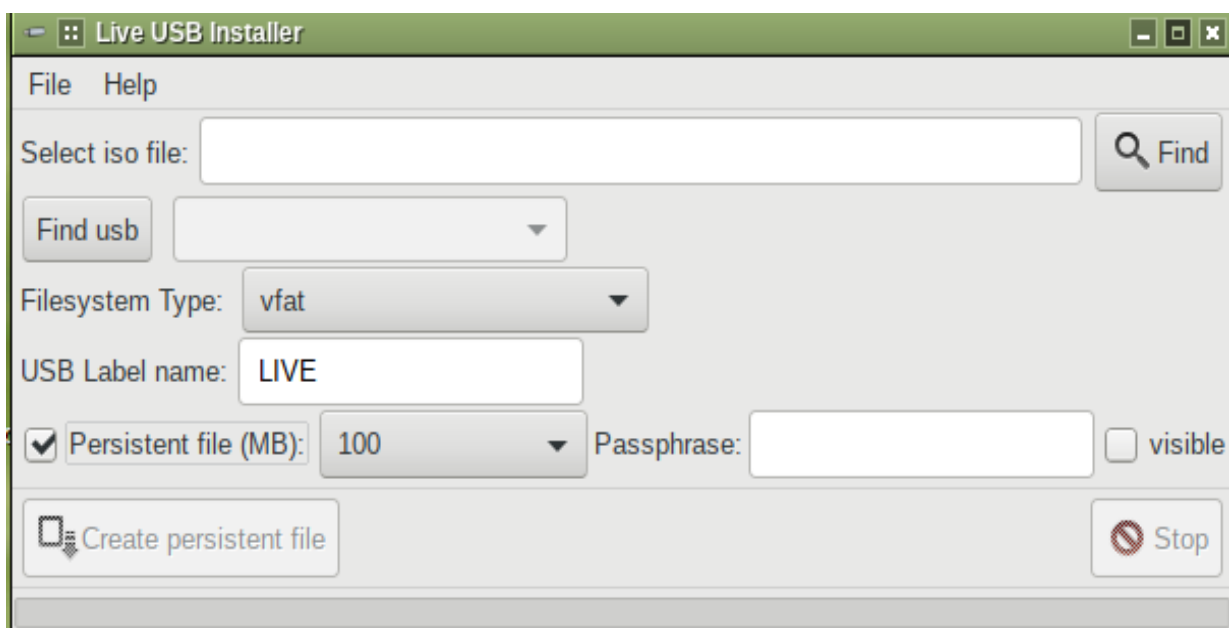 Live USB Installer
File Help
Select iso file: Find
Find usb
Filesystem Type: vfat
USB Label name: LIVE
Persistent file (MB): 100 Passphrase: visible
Create persistent file Stop